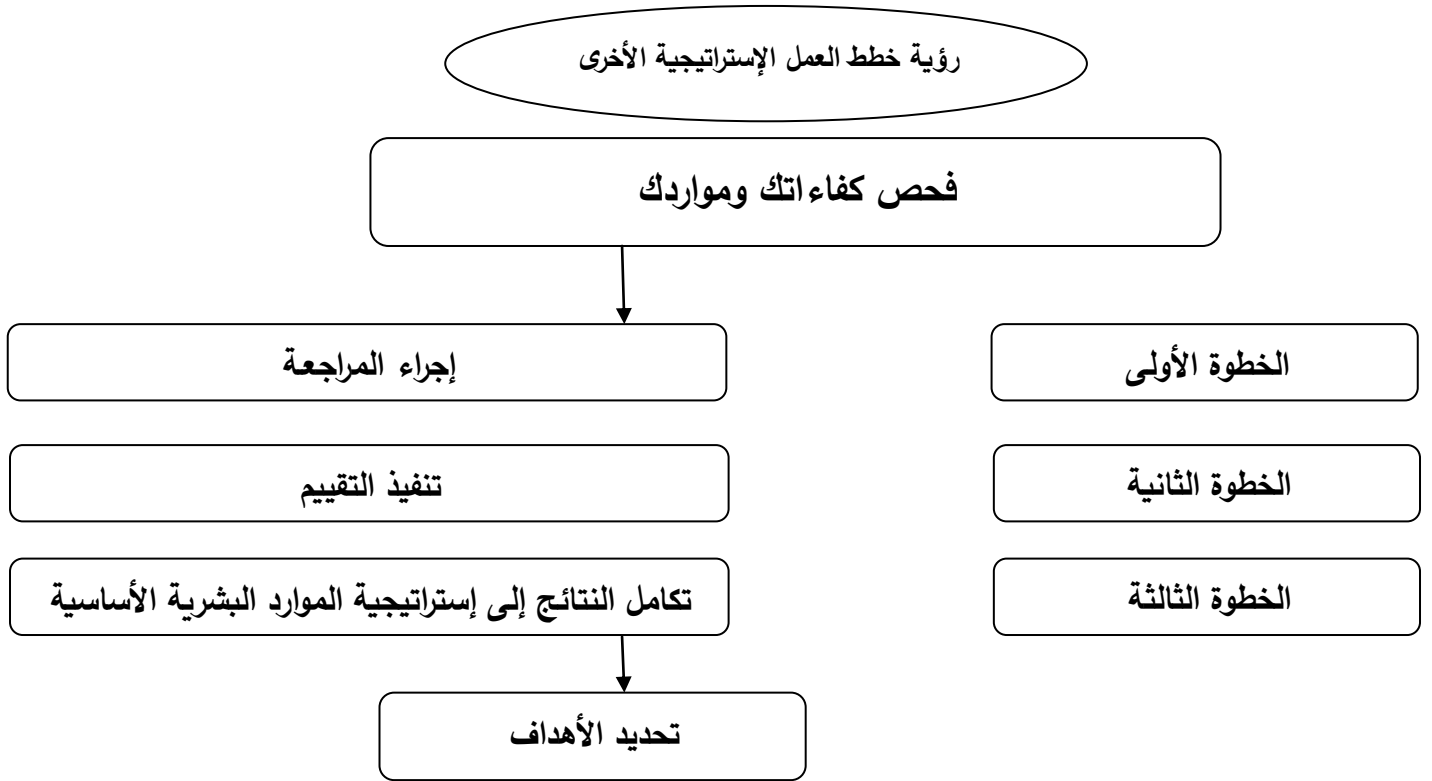 رؤية خطط العمل الإستراتيجية الأخرى
فحص كفاءاتك ومواردك
الخطوة الأولى
إجراء المراجعة
الخطوة الثانية
تنفيذ التقييم
الخطوة الثالثة
تكامل النتائج إلى إستراتيجية الموارد البشرية الأساسية
تحديد الأهداف